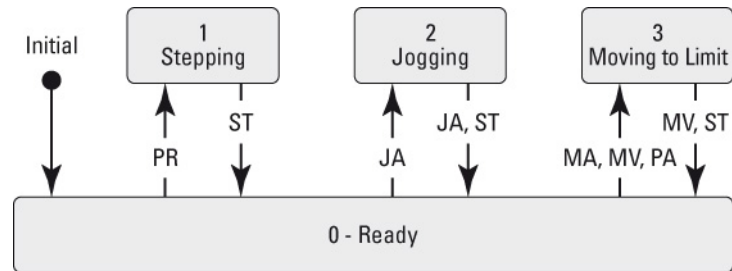 Initial
1
Stepping
2
Jogging
3
Moving to Limit
PR
ST
JA
JA, ST
MA, MV, PA
MV, ST
0 - Ready